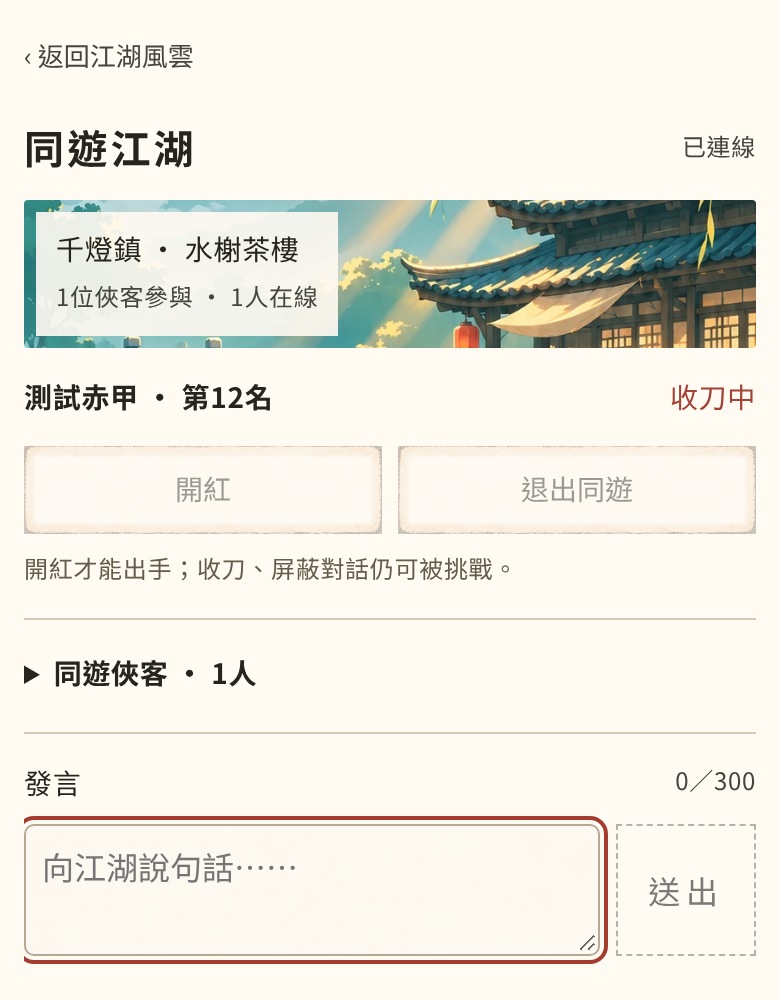 ‹ 返回江湖風雲
同遊江湖
已連線
千燈鎮 · 水榭茶樓
1位俠客參與 · 1人在線
測試赤甲 · 第12名
收刀中
開紅
退出同遊
開紅才能出手；收刀、屏蔽對話仍可被挑戰。
▶ 同遊俠客 · 1人
發言
0／300
向江湖說句話⋯⋯
送出